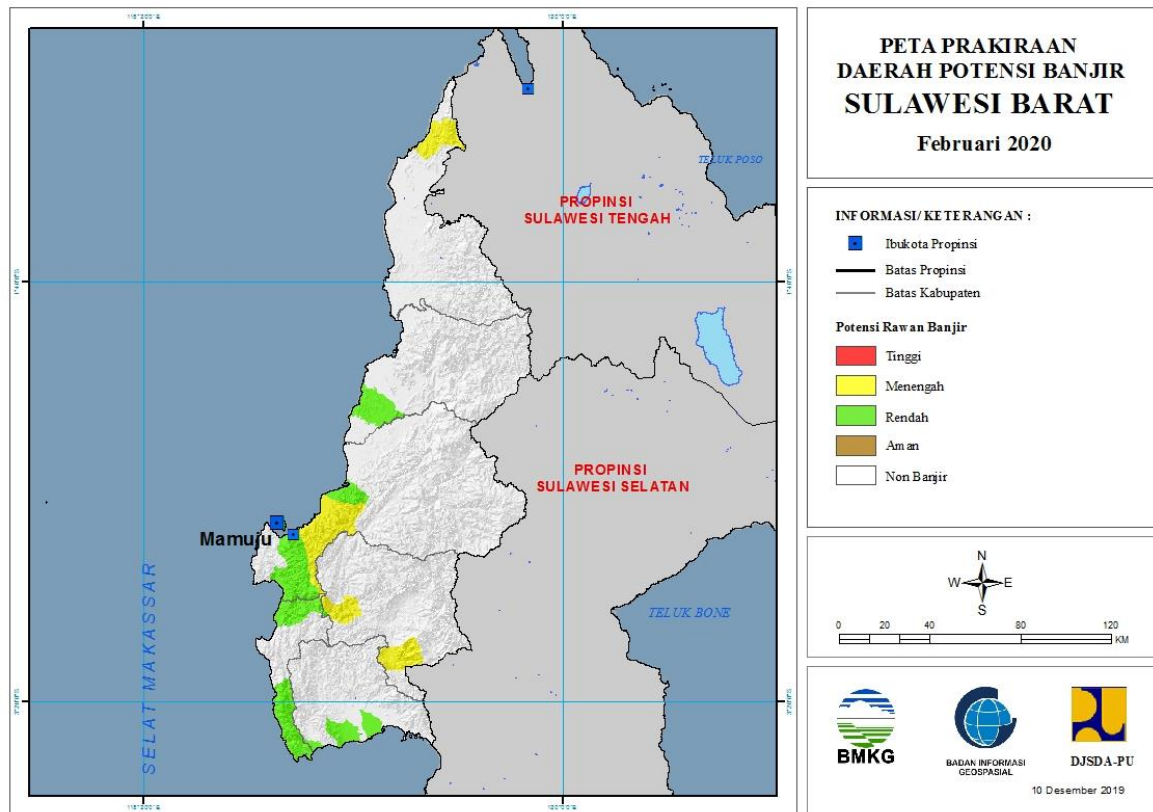 PETA PRAKIRAAN
DAERAH POTENSI BANJIR
SULAWESI BARAT
Februari 2020
INFORMASI/ KETERANGAN :
Ibukota Propinsi
Batas Propinsi
Batas Kabupaten
Potensi Rawan Banjir
Tinggi
Menengah
Rendah
Aman
Non Banjir
N
W E
S
0 20 40 80 120
KM
BMKG
BADAN INFORMASI
GEOSPASIAL
DJSDA-PU
10 Desember 2019
TELUK POSO
PROPINSI
SULAWESI TENGAH
PROPINSI
SULAWESI SELATAN
Mamuju
TELUK BONE
SELAT MAKASSAR